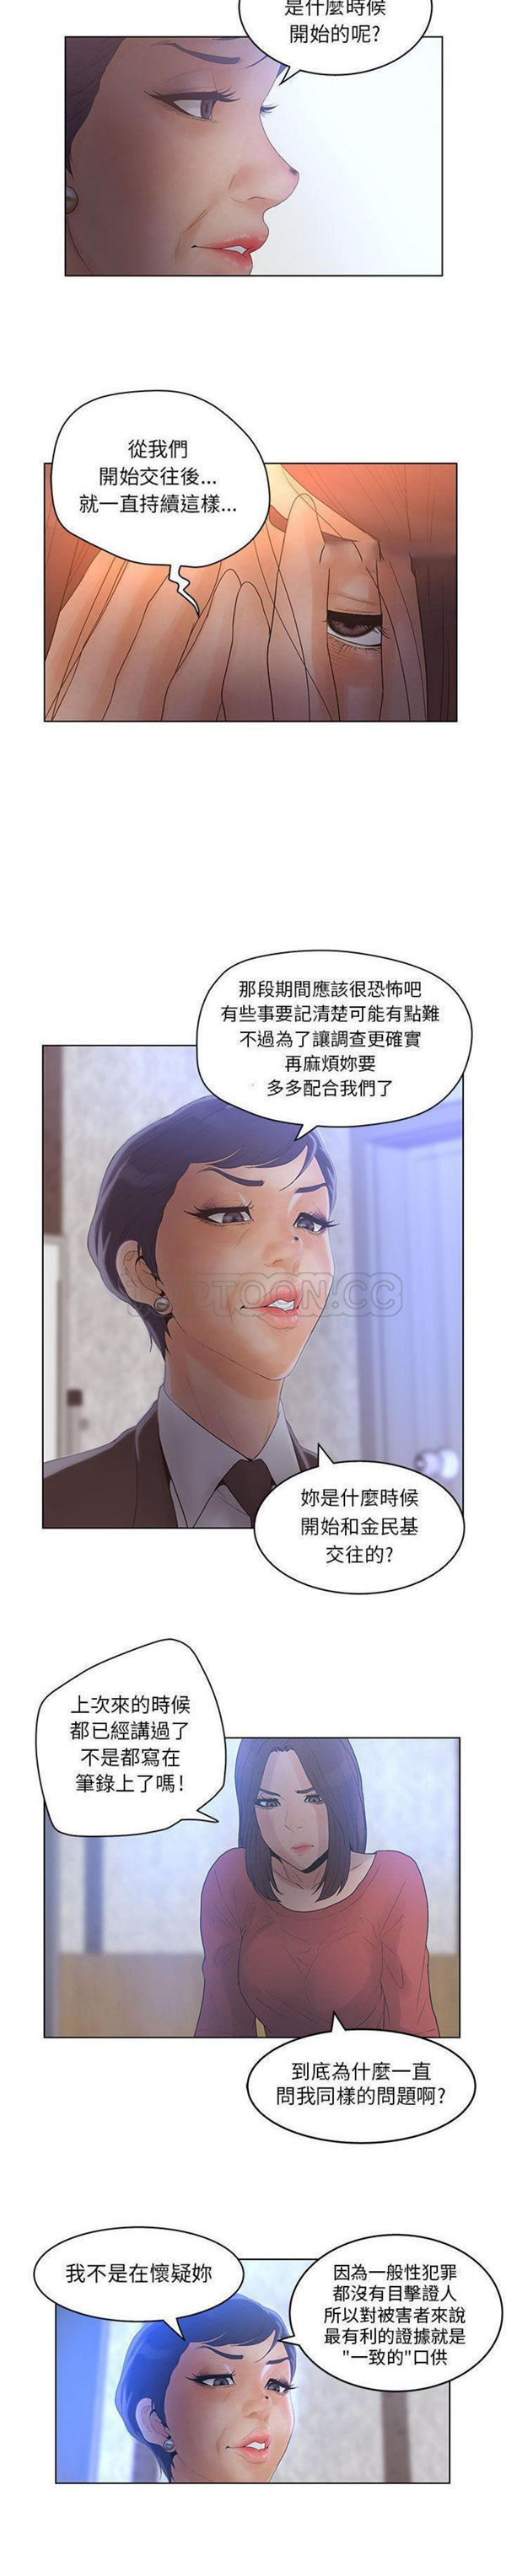 是什麼時候
開始的呢?
從我們
開始交往後...
就一直持續這樣...
那段期間應該很恐怖吧
有些事要記清楚可能有點難
不過為了讓調查更確實
再麻煩妳要
多多配合我們了
妳是什麼時候
開始和金民基
交往的?
上次來的時候
都已經講過了
不是都寫在
筆錄上了嗎!
到底為什麼一直
問我同樣的問題啊?
我不是在懷疑妳
因為一般性犯罪
都沒有目擊證人
所以對被害者來說
最有利的證據就是
"一致的"口供